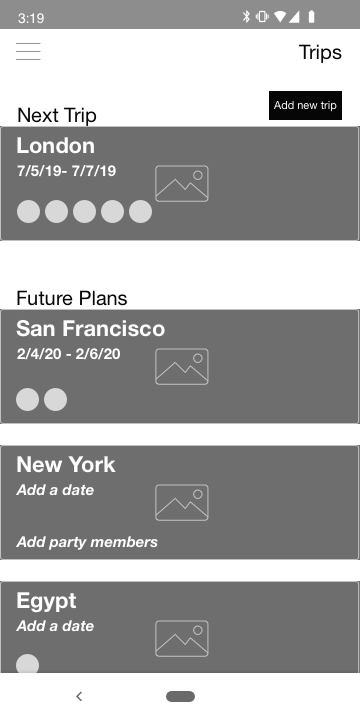 3:19
Trips
Add new trip
Next Trip
London
7/5/19- 7/7/19
Future Plans
San Francisco
2/4/20 - 2/6/20
New York
Add a date
Add party members
Egypt
Add a date